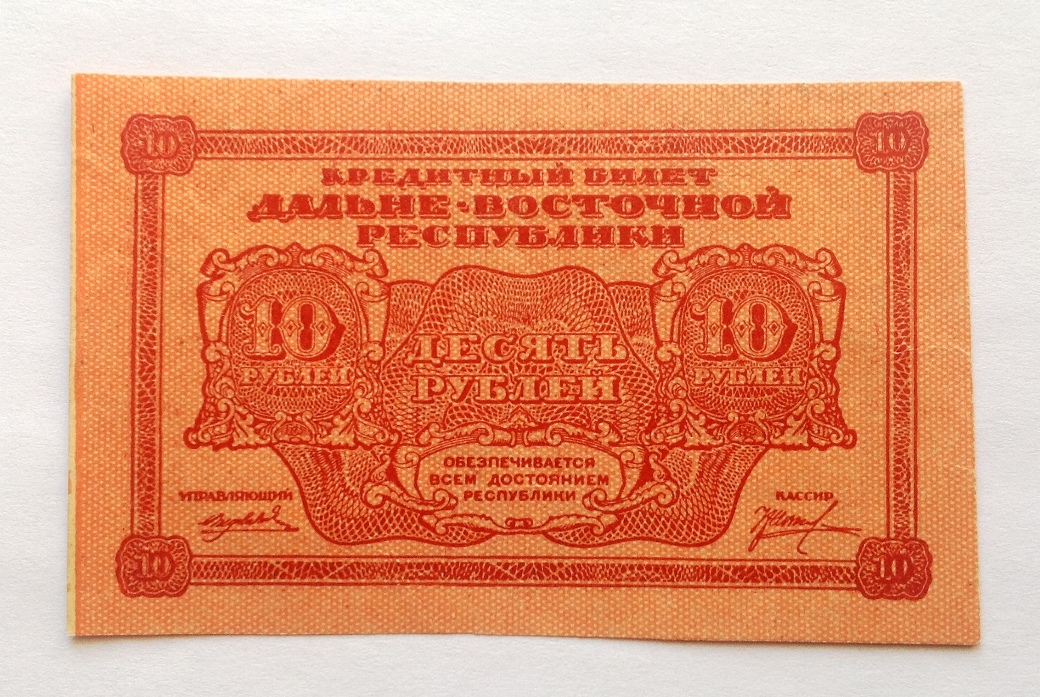 10 10
КРЕДИТНЫЙ БИЛЕТ
ДАЛЬНЕ-ВОСТОЧНОЙ
РЕСПУБЛИКИ
10 РУБЛЕЙ
ДЕСЯТЬ
РУБЛЕЙ
10 РУБЛЕЙ
ОБЕЗПЕЧИВАЕТСЯ
ВСЕМ ДОСТОЯНИЕМ
РЕСПУБЛИКИ
УПРАВЛЯЮЩИЙ
КАССИР
10 10